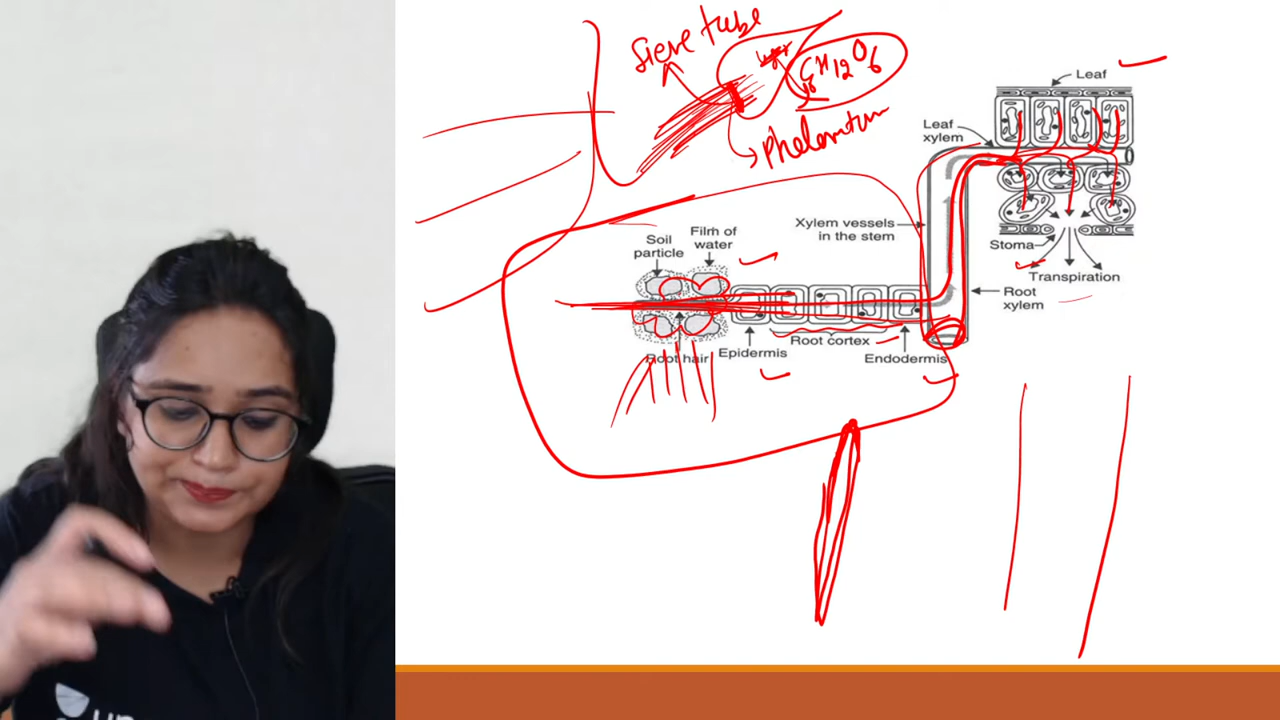 Sieve tube
C6H12O6
Leaf
Leaf
xylem
Xylem vessels
in the stem
Soil
particle
Film of
water
Stoma
Transpiration
Root
xylem
Root hair
Epidermis
Root cortex
Endodermis